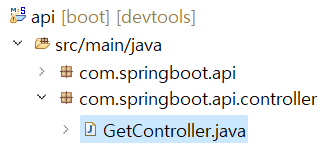 api [boot] [devtools]
src/main/java
com.springboot.api
com.springboot.api.controller
GetController.java